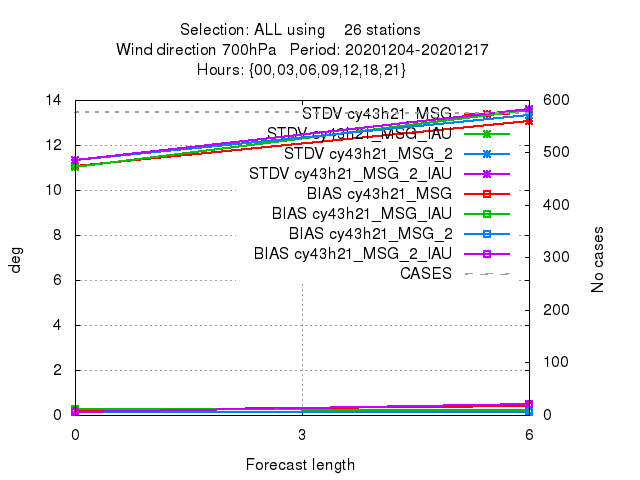 Selection: ALL using 26 stations
Wind direction 700hPa Period: 20201204-20201217
Hours: {00,03,06,09,12,18,21}
14
12
10
8
6
4
2
0
deg
600
500
400
300
200
100
0
No cases
STDV cy43h21_MSG
STDV cy43h21_MSG_IAU
STDV cy43h21_MSG_2
STDV cy43h21_MSG_2_IAU
BIAS cy43h21_MSG
BIAS cy43h21_MSG_IAU
BIAS cy43h21_MSG_2
BIAS cy43h21_MSG_2_IAU
CASES
0 3 6
Forecast length